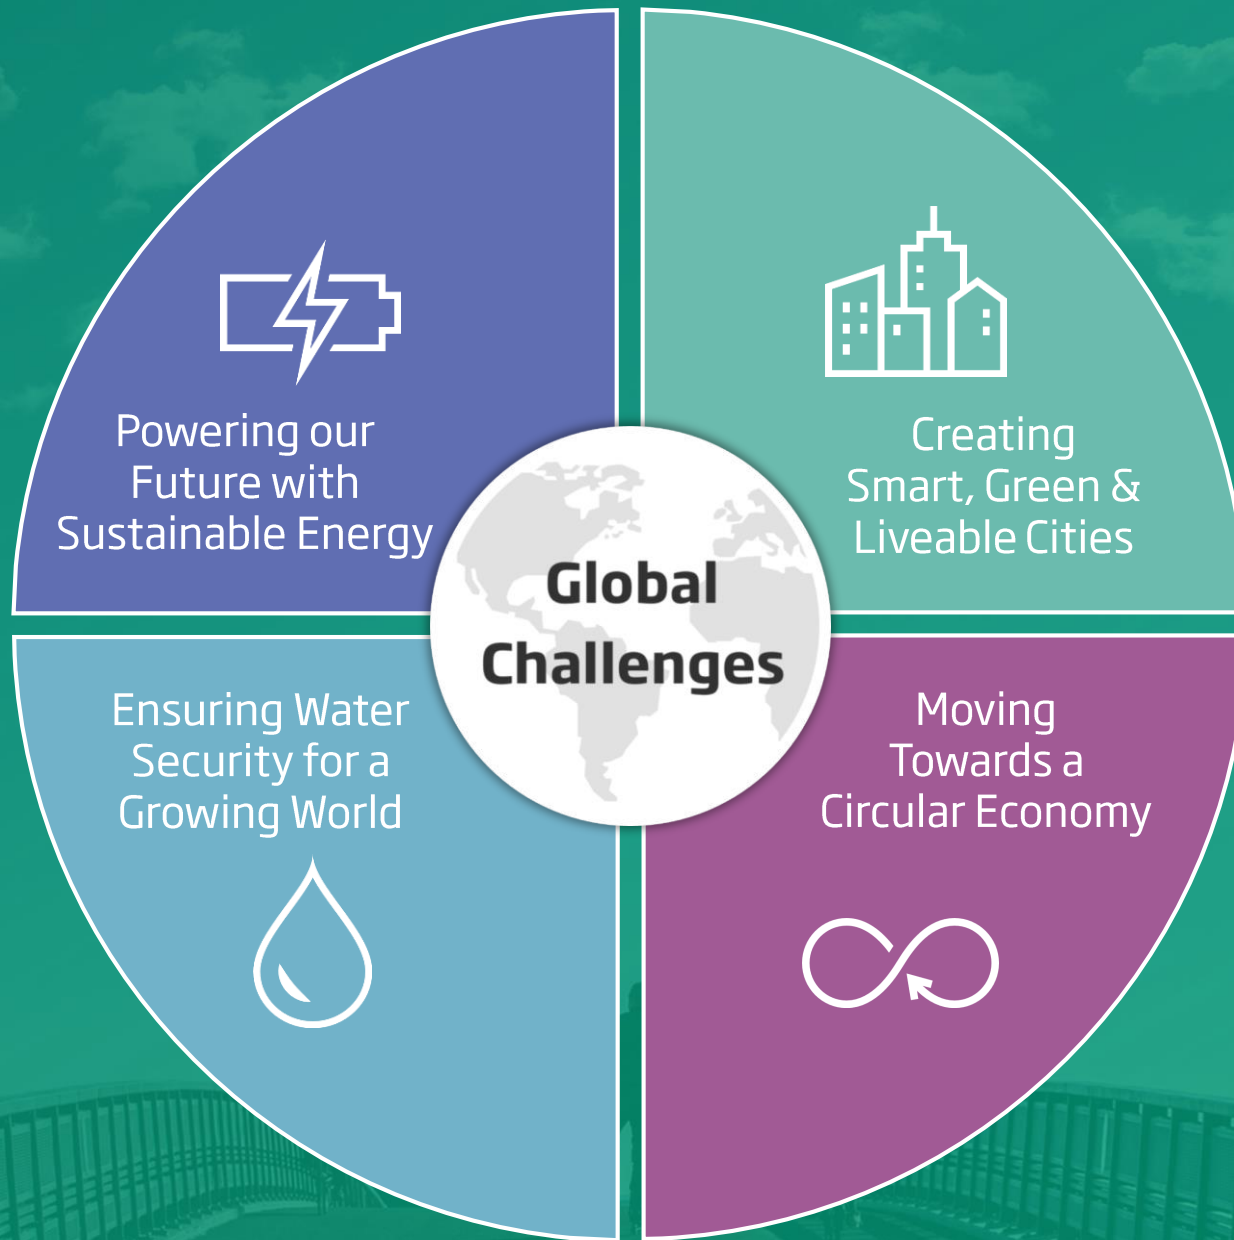 Powering our
Future with
Sustainable Energy
Creating
Smart, Green &
Liveable Cities
Global
Challenges
Ensuring Water
Security for a
Growing World
Moving
Towards a
Circular Economy